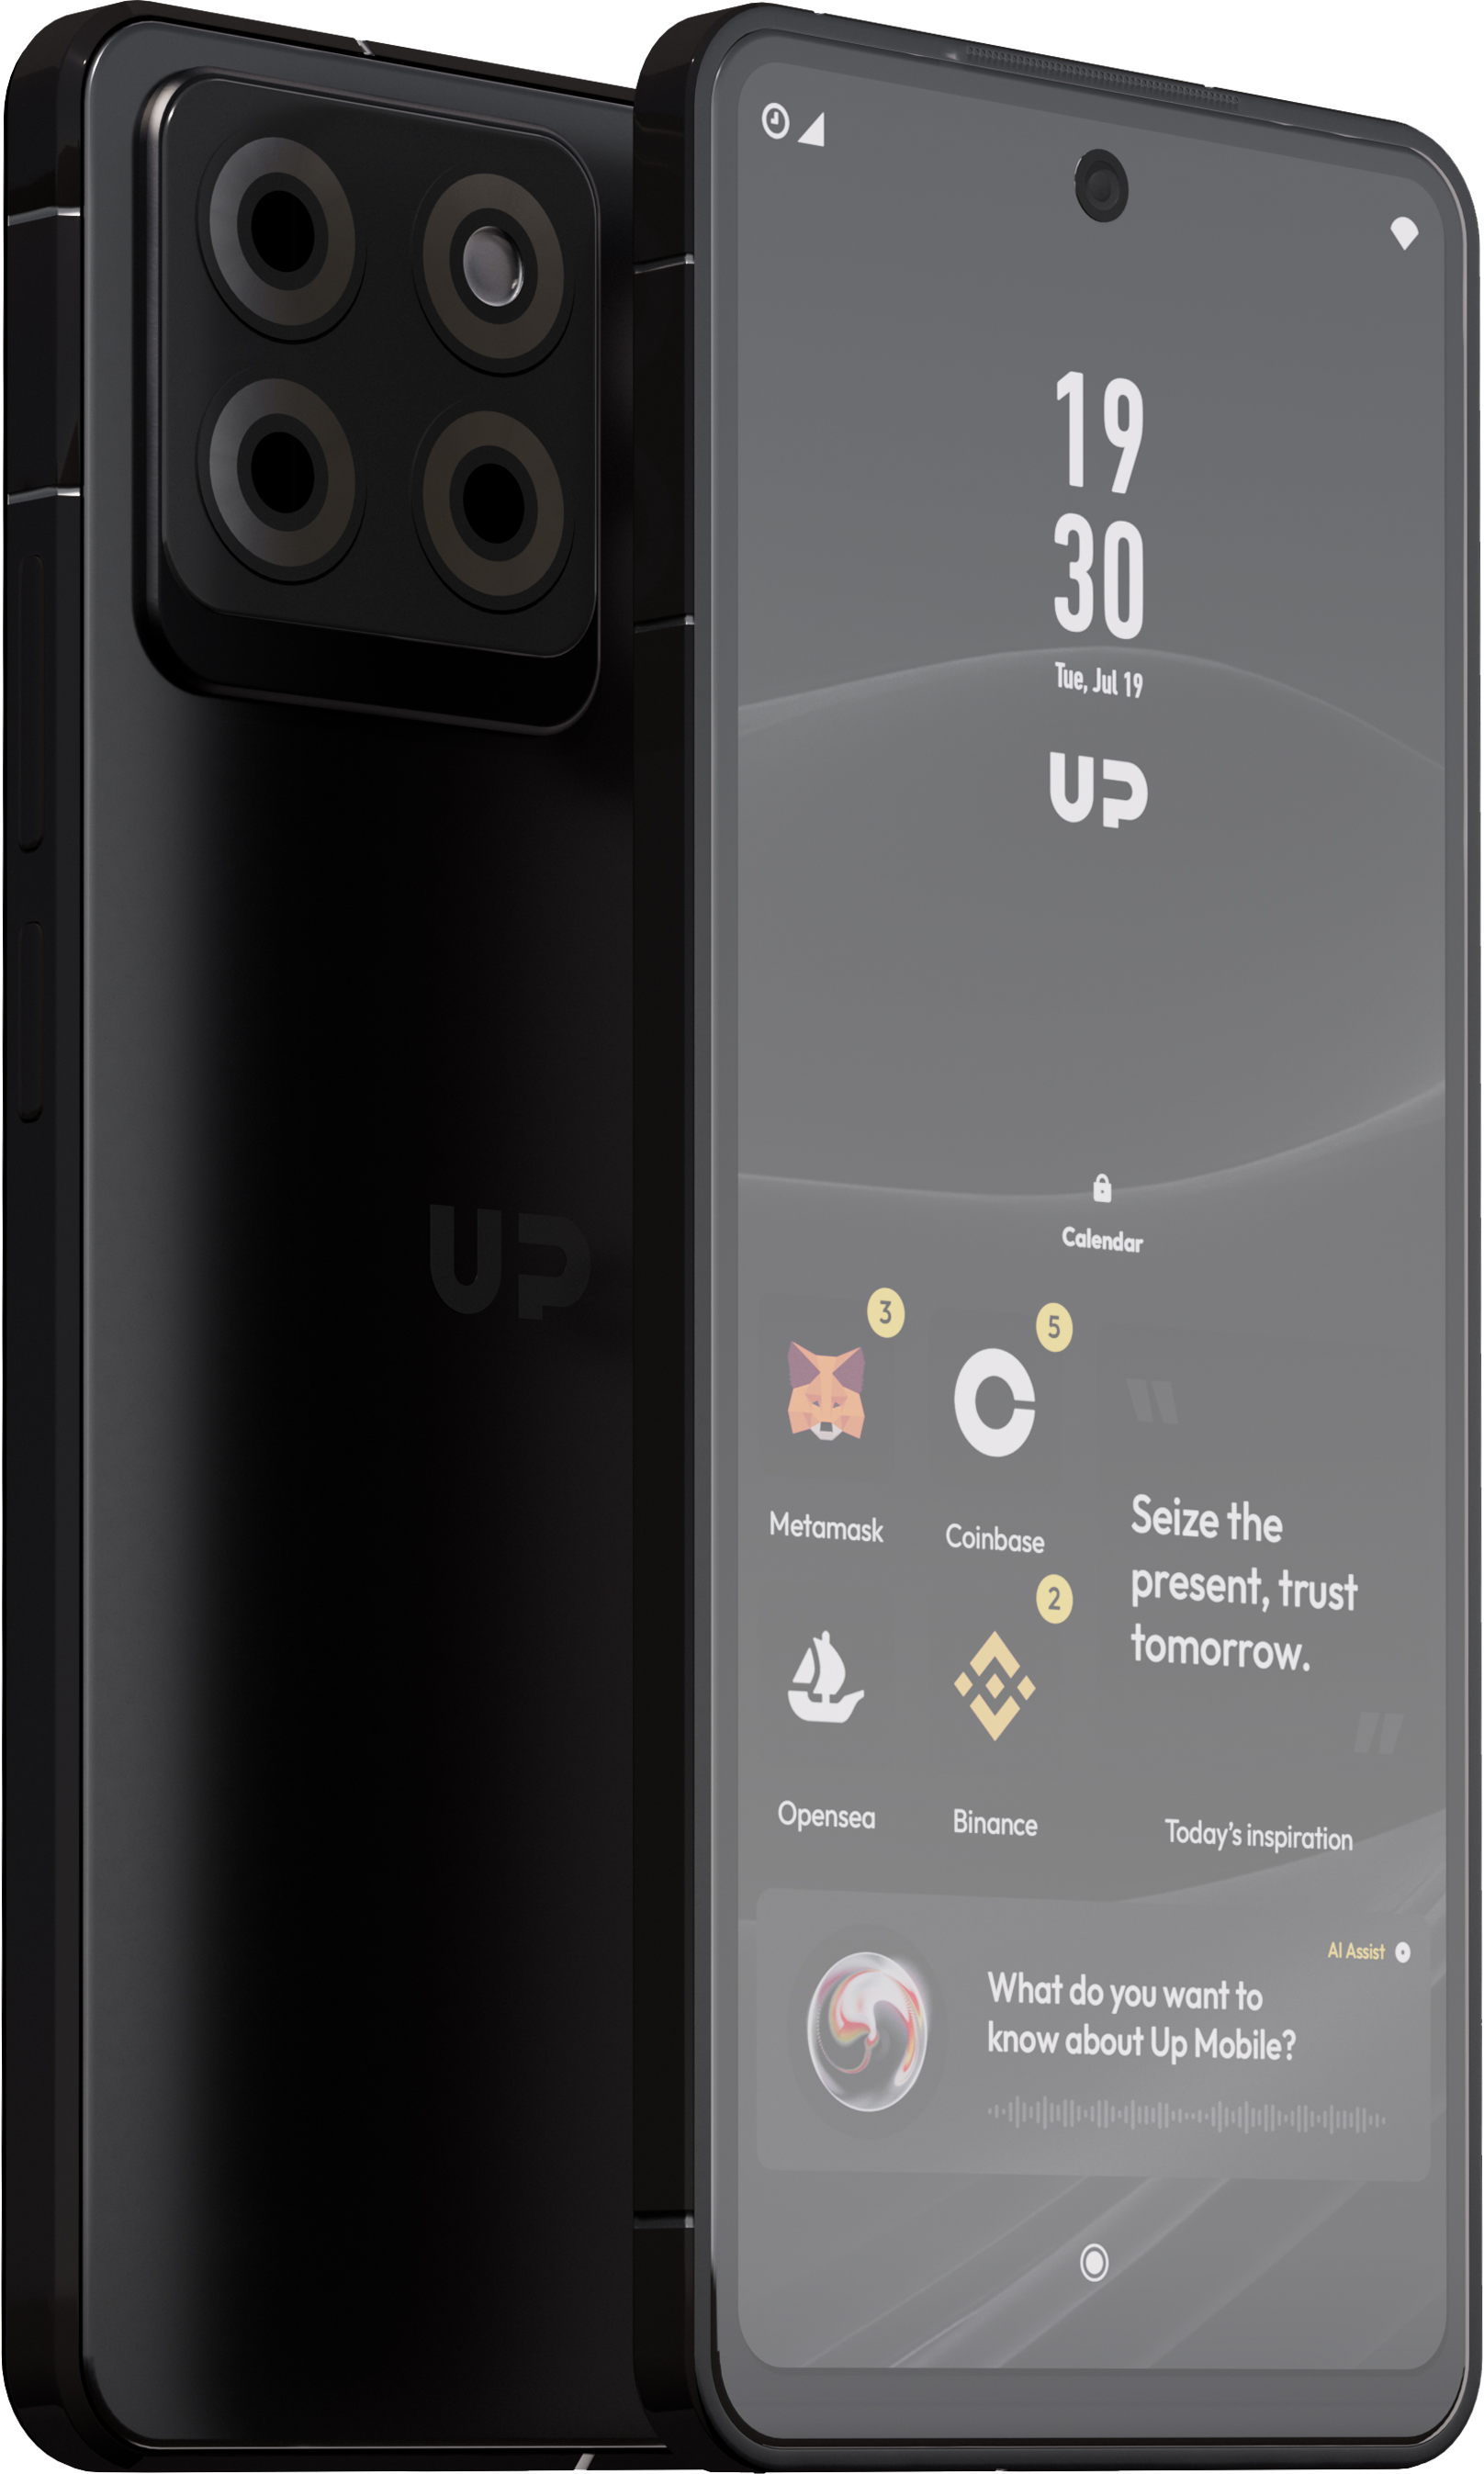 19
30
Tue, Jul 19
UP
UP
Calendar
3
5
Metamask
Coinbase
2
Opensea
Binance
Seize the
present, trust
tomorrow.
Today's inspiration
AI Assist
What do you want to
know about Up Mobile?